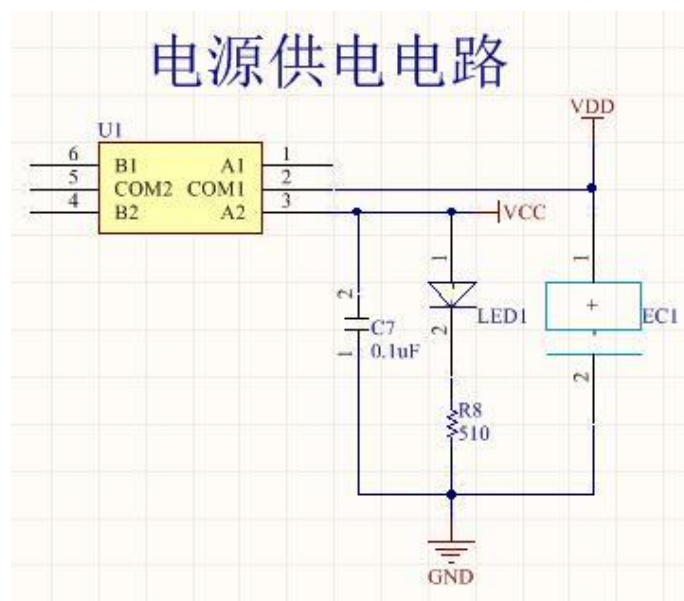 电源供电电路
VDD
U1
6 B1 A1 1
5 COM2 COM1 2
4 B2 A2 3
VCC
1
1
2
+
LED1
EC1
C7
2
1
0.1uF
2
R8
510
GND